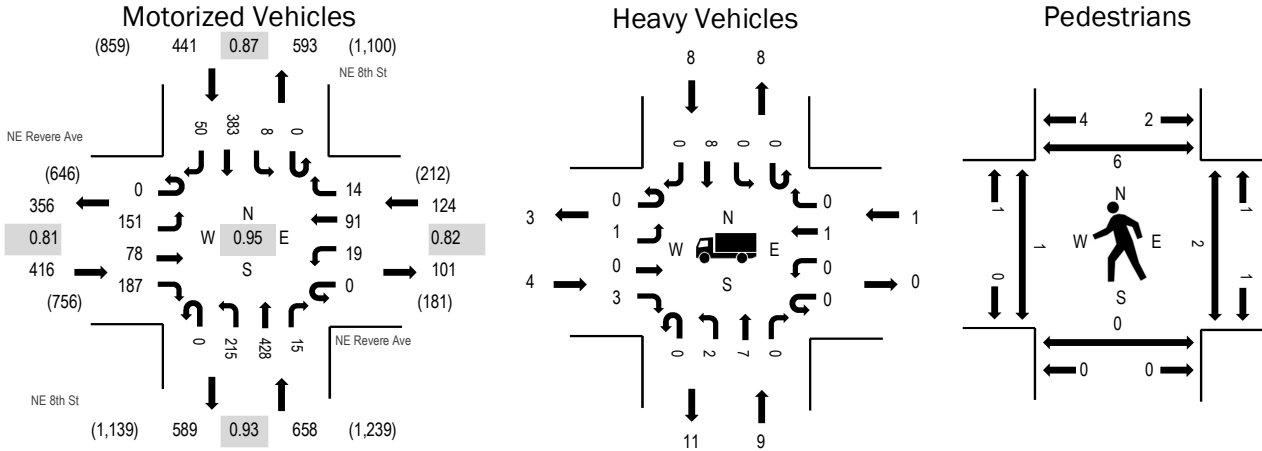 Motorized Vehicles
(859) 441 0.87 593 (1,100)
NE 8th St
50 383 8 0
NE Revere Ave
(646)
356
0.81
416
(756)
0
151
78
187
N
W 0.95 E
S
14
91
19
0
(212)
124
0.82
101
(181)
0 215 428 15
NE Revere Ave
NE 8th St
(1,139) 589 0.93 658 (1,239)
Heavy Vehicles
8 8
0 8 0 0
3
4
0
1
0
3
N
W E
S
0
1
0
0
1
0
0 2 7 0
11 9
Pedestrians
4 2
6
1
0
1
N
W E
S
2
1
1
0
0 0